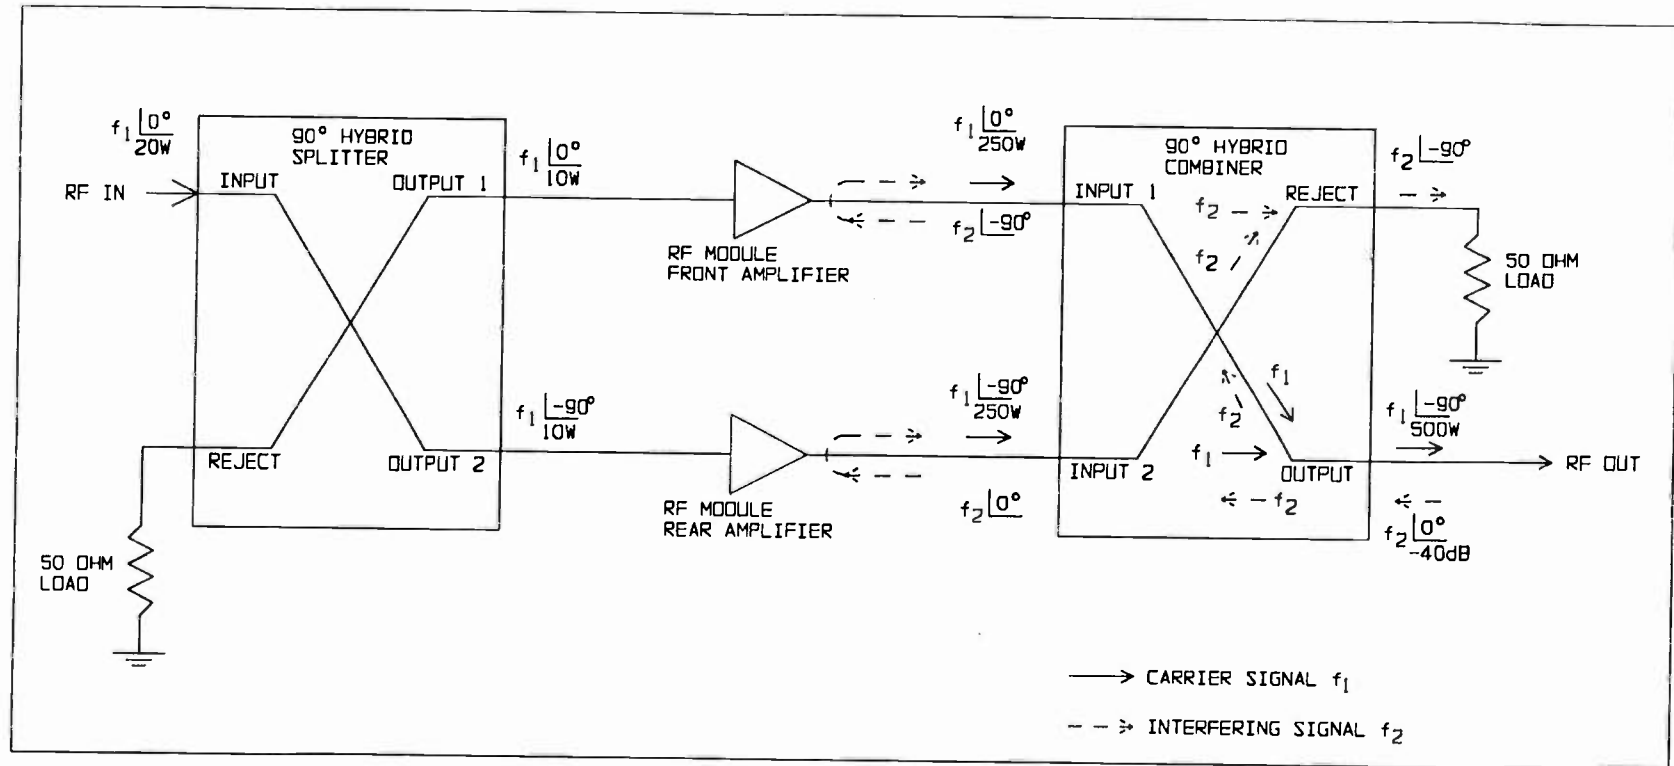 f1 |0°
20W
90° HYBRID
SPLITTER
RF IN
INPUT
OUTPUT 1
REJECT
OUTPUT 2
50 OHM
LOAD
f1 |0°
10W
f1 |-90°
10W
RF MODULE
FRONT AMPLIFIER
RF MODULE
REAR AMPLIFIER
f1 |0°
250W
f2 |-90°
f1 |-90°
250W
f2 |0°
90° HYBRID
COMBINER
INPUT 1
REJECT
f2
f2
f1
f2
f1
INPUT 2
OUTPUT
f2
f2 |-90°
50 OHM
LOAD
f1 |-90°
500W
RF OUT
f2 |0°
-40dB
CARRIER SIGNAL f1
INTERFERING SIGNAL f2